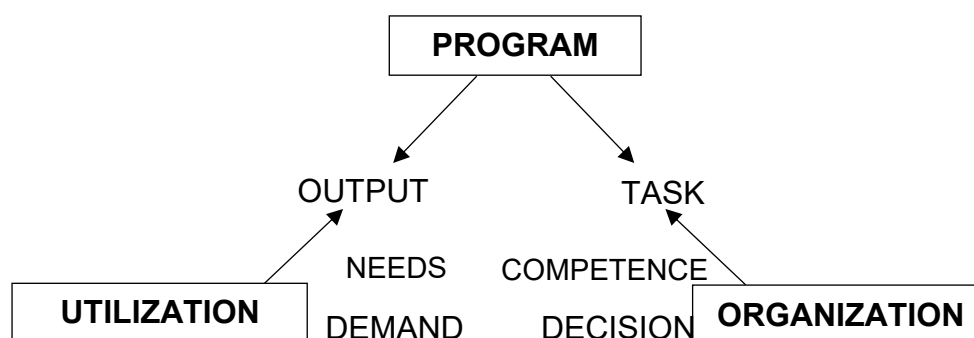 PROGRAM
OUTPUT TASK
NEEDS COMPETENCE
UTILIZATION DEMAND DECISION ORGANIZATION